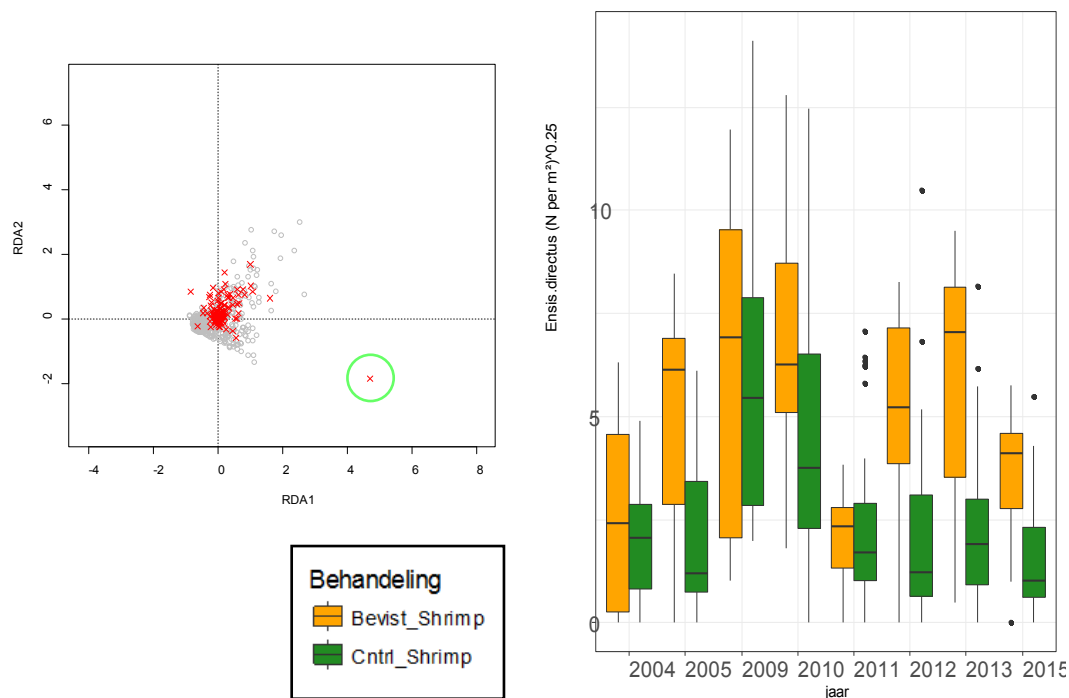 RDA2
6
4
2
0
-2
-4 -2 0 2 4 6 8
RDA1
Behandeling
Bevist_Shrimp
Cntrl_Shrimp
Ensis.directus (N per m²)^0.25
10
5
0
2004 2005 2009 2010 2011 2012 2013 2015
jaar